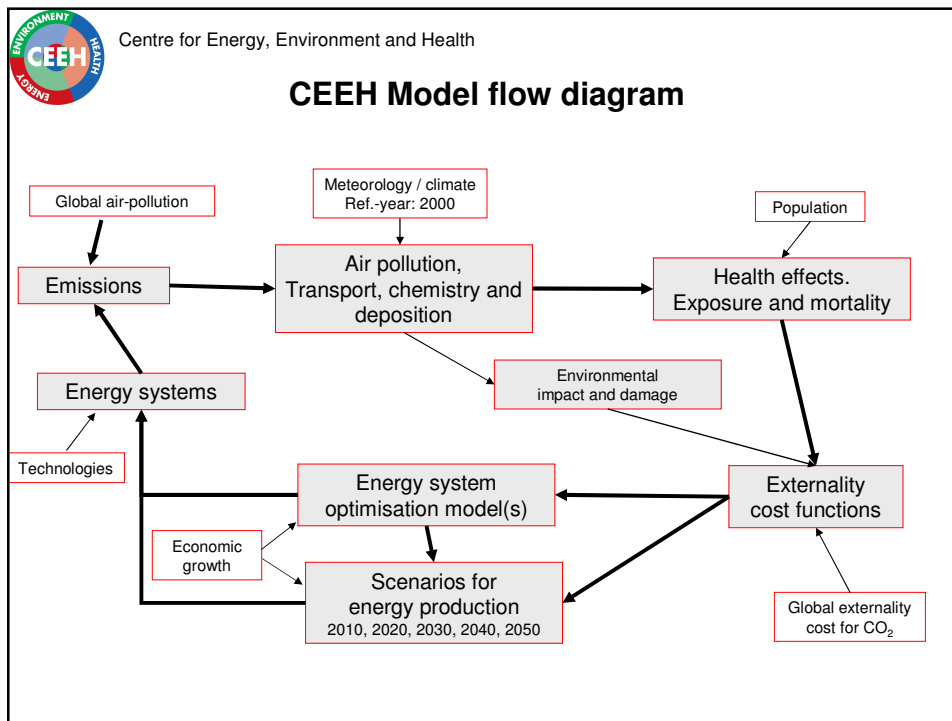 ENVIRONMENT
HEALTH
ENERGY
CEEH
Centre for Energy, Environment and Health
CEEH Model flow diagram
Global air-pollution
Meteorology / climate
Ref.-year: 2000
Population
Emissions
Air pollution,
Transport, chemistry and
deposition
Health effects.
Exposure and mortality
Energy systems
Environmental
impact and damage
Technologies
Energy system
optimisation model(s)
Externality
cost functions
Economic
growth
Scenarios for
energy production
2010, 2020, 2030, 2040, 2050
Global externality
cost for CO₂